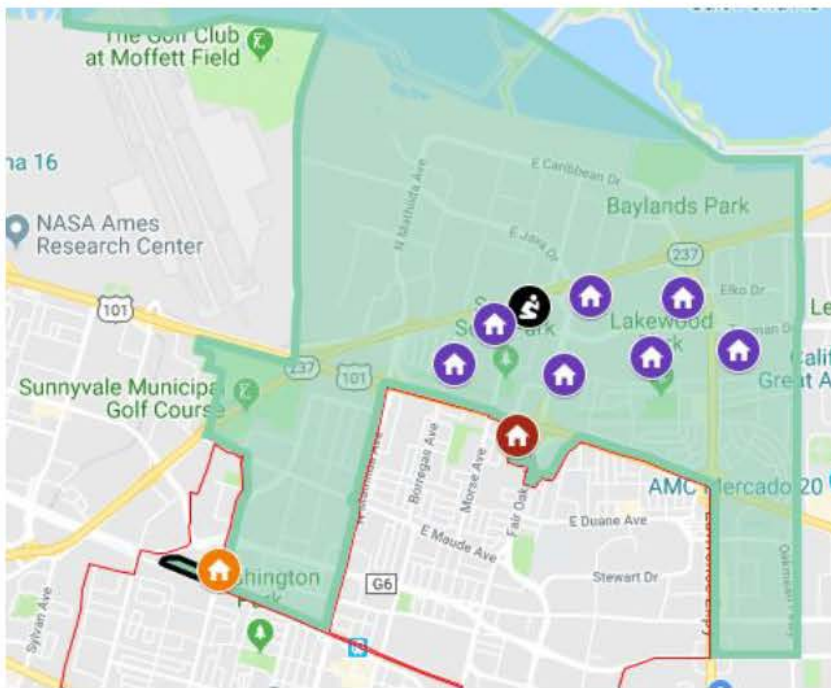 The Golf Club
at Moffett Field
E Caribbean Dr
N Mathilda Ave
Baylands Park
NASA Ames
Research Center
E Java Dr
237
Elko Dr
101
Lakewood
237
101
Great A
Sunnyvale Municipal
Golf Course
Borregas Ave
Morse Ave
Fair Oak
AMC Mercado 20
E Duane Ave
E Maude Ave
Stewart Dr
G6
Sylvan Ave